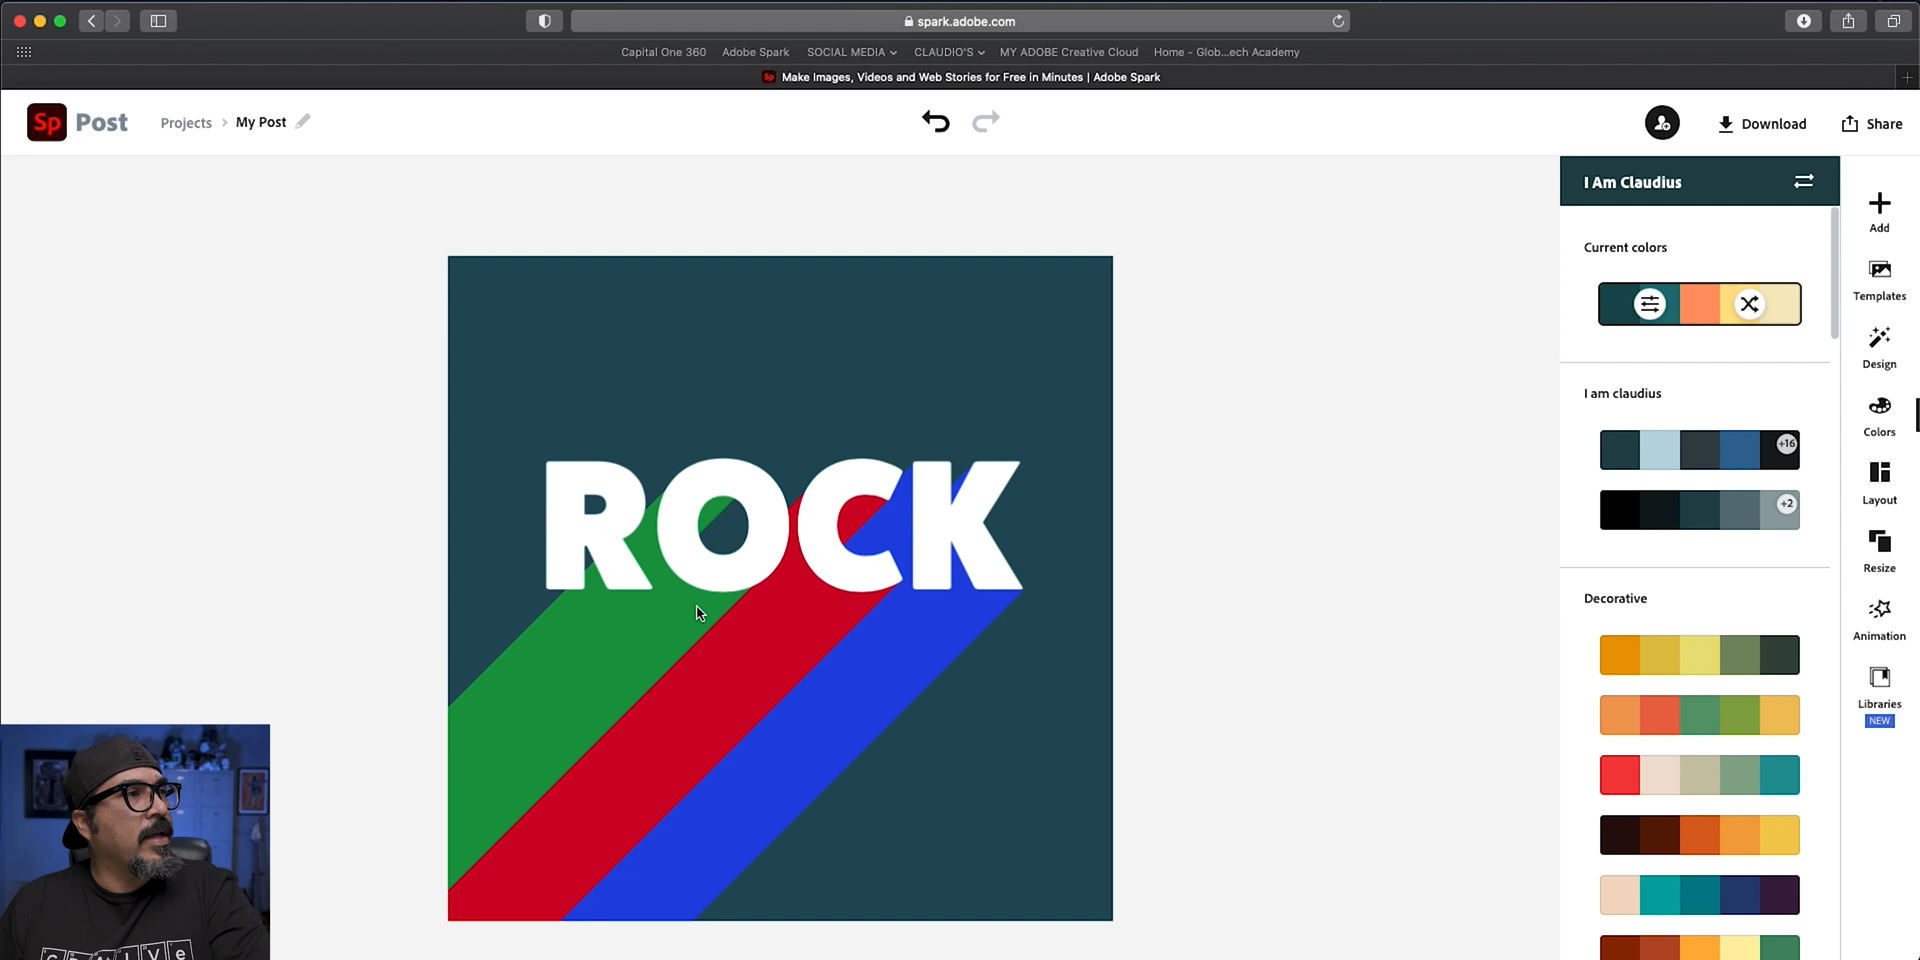 spark.adobe.com
Capital One 360 Adobe Spark SOCIAL MEDIA CLAUDIO'S MY ADOBE Creative Cloud Home - Glob...ech Academy
Sp Make Images, Videos and Web Stories for Free in Minutes | Adobe Spark
Sp Post Projects > My Post Download Share
I Am Claudius
Add
Current colors
Templates
Design
I am claudius
Colors
+16
Layout
+2
Resize
Decorative
Animation
Libraries
NEW
ROCK